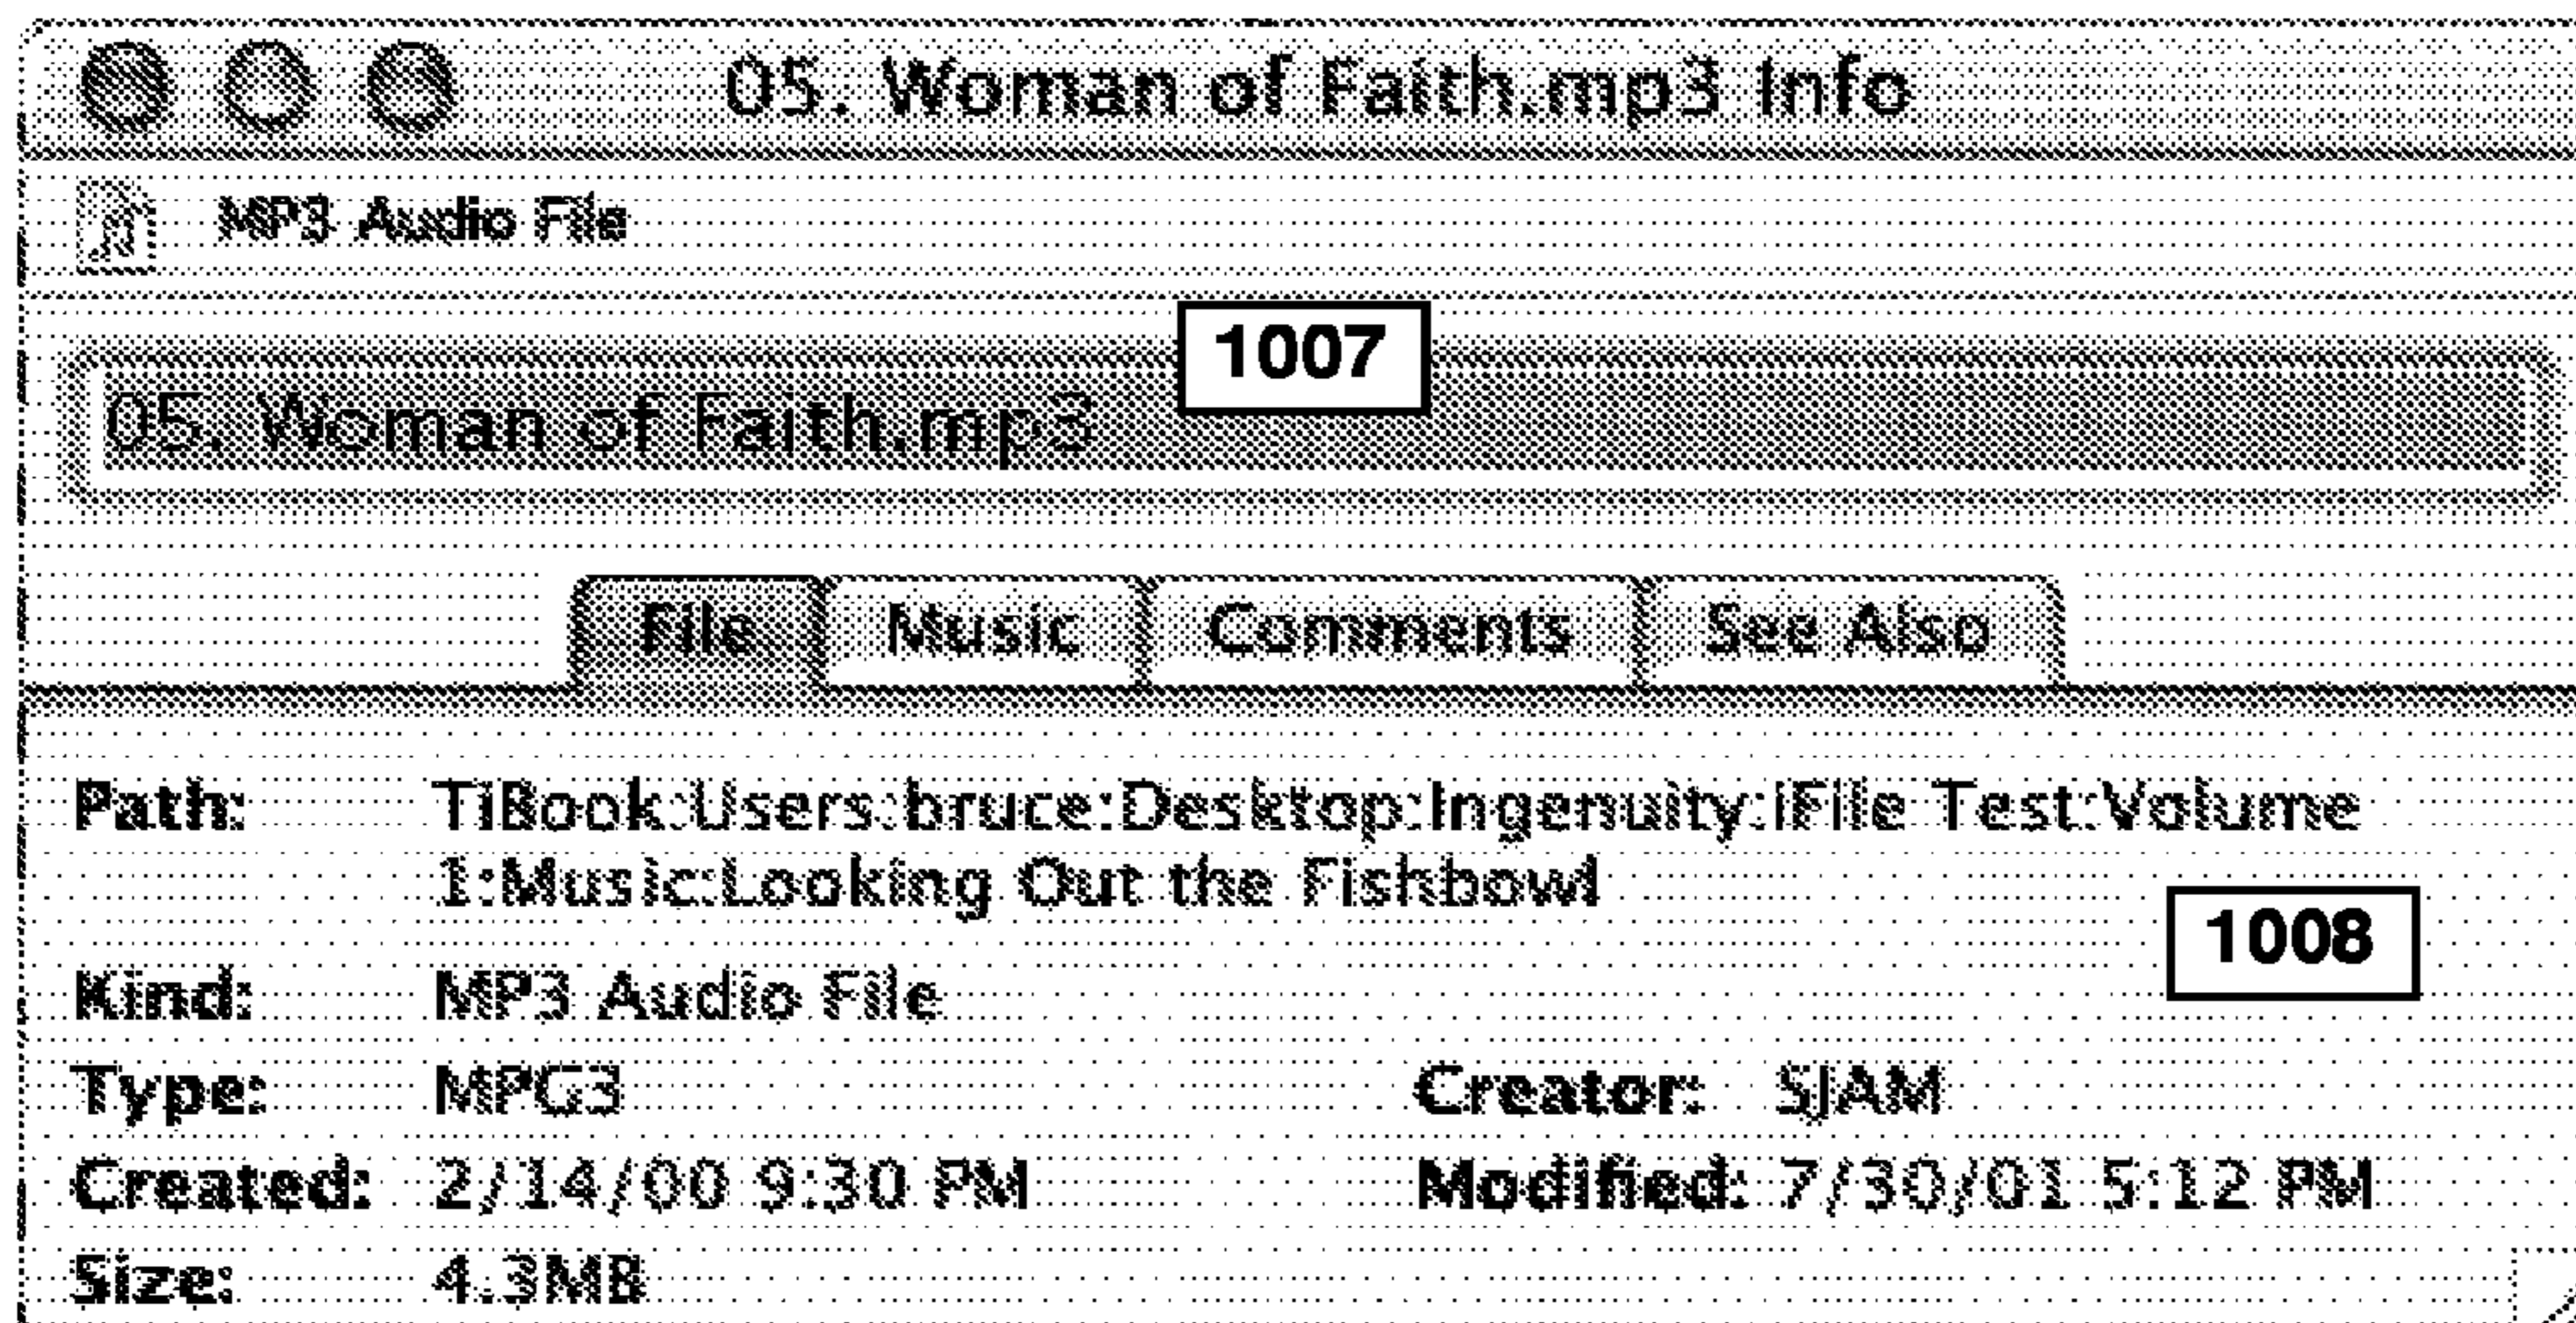 05. Woman of Faith.mp3 Info
MP3 Audio File
1007
05. Woman of Faith.mp3
File Music Comments See Also
Path: TiBook:Users:bruce:Desktop:Ingenuity:iFile Test:Volume
1:Music:Looking Out the Fishbowl
1008
Kind: MP3 Audio File
Type: MPG3 Creator: SJAM
Created: 2/14/00 9:30 PM Modified: 7/30/01 5:12 PM
Size: 4.3MB